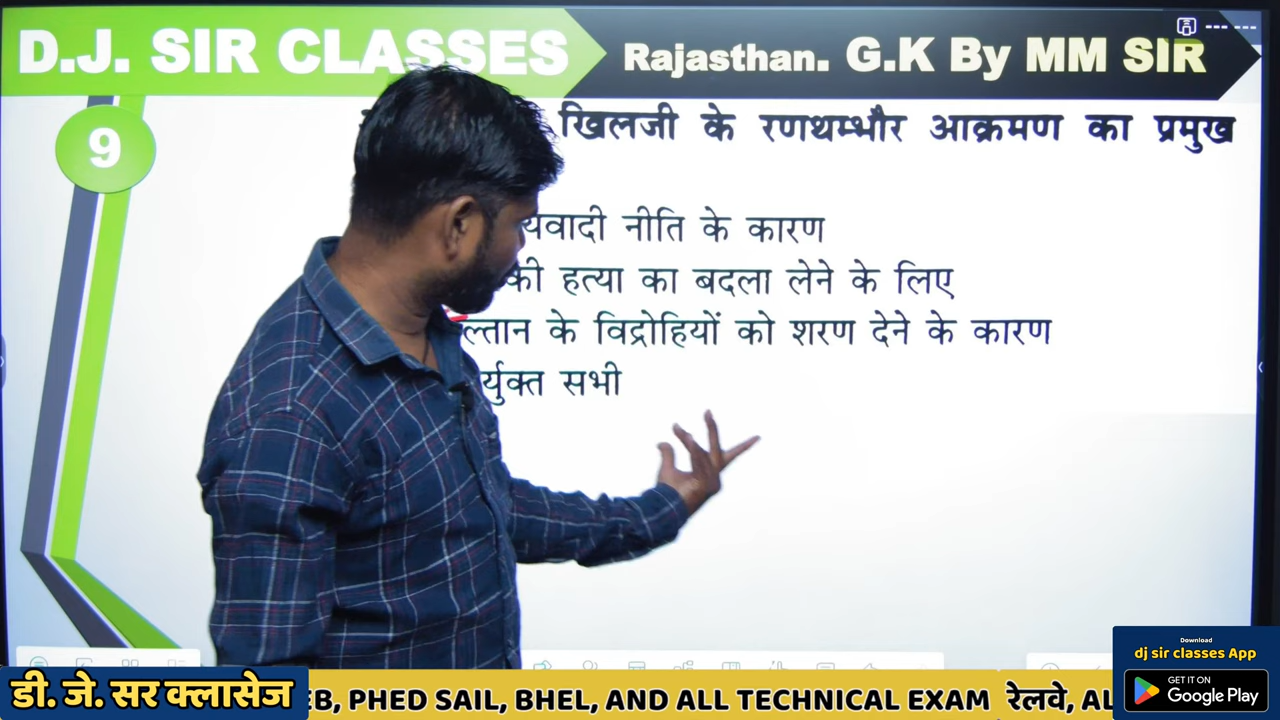 D.J. SIR CLASSES
Rajasthan. G.K By MM SIR
9
खिलजी के रणथम्भौर आक्रमण का प्रमुख
यवादी नीति के कारण
की हत्या का बदला लेने के लिए
ल्तान के विद्रोहियों को शरण देने के कारण
र्युक्त सभी
Download
dj sir classes App
GET IT ON
Google Play
डी. जे. सर क्लासेज
EB, PHED SAIL, BHEL, AND ALL TECHNICAL EXAM रेलवे, AL